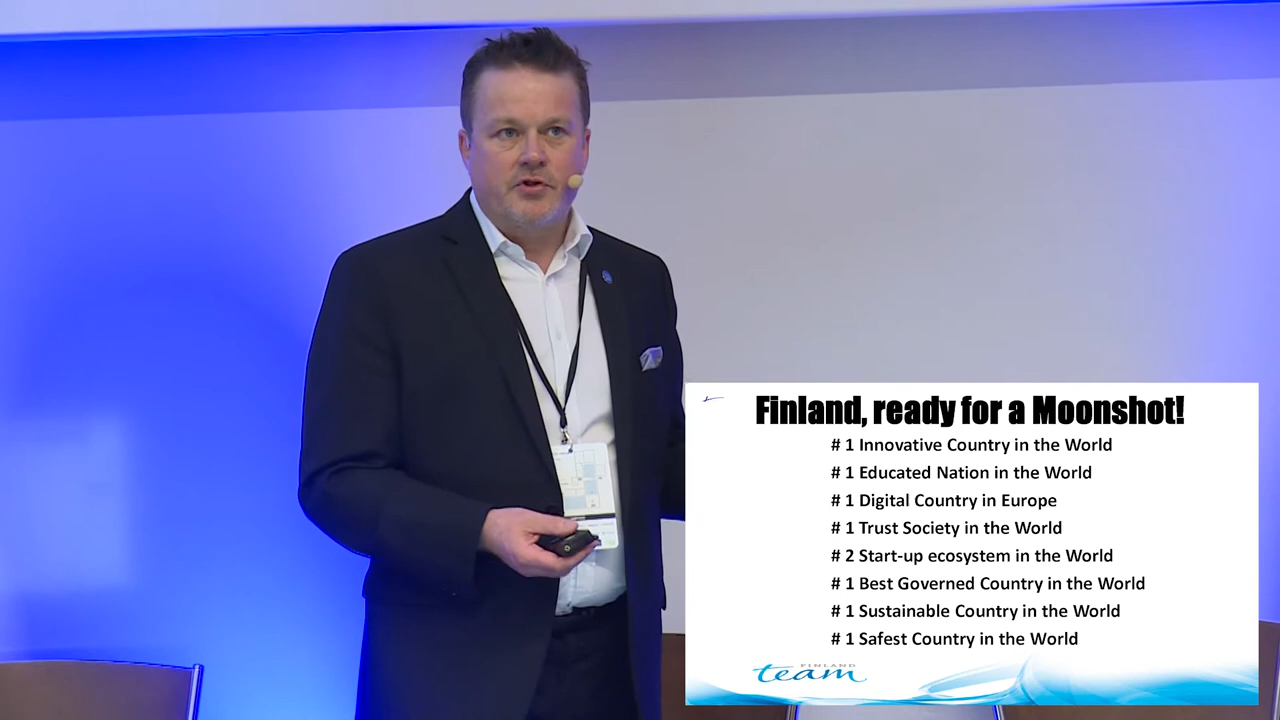 Finland, ready for a Moonshot!
# 1 Innovative Country in the World
# 1 Educated Nation in the World
# 1 Digital Country in Europe
# 1 Trust Society in the World
# 2 Start-up ecosystem in the World
# 1 Best Governed Country in the World
# 1 Sustainable Country in the World
# 1 Safest Country in the World
FINLAND
team